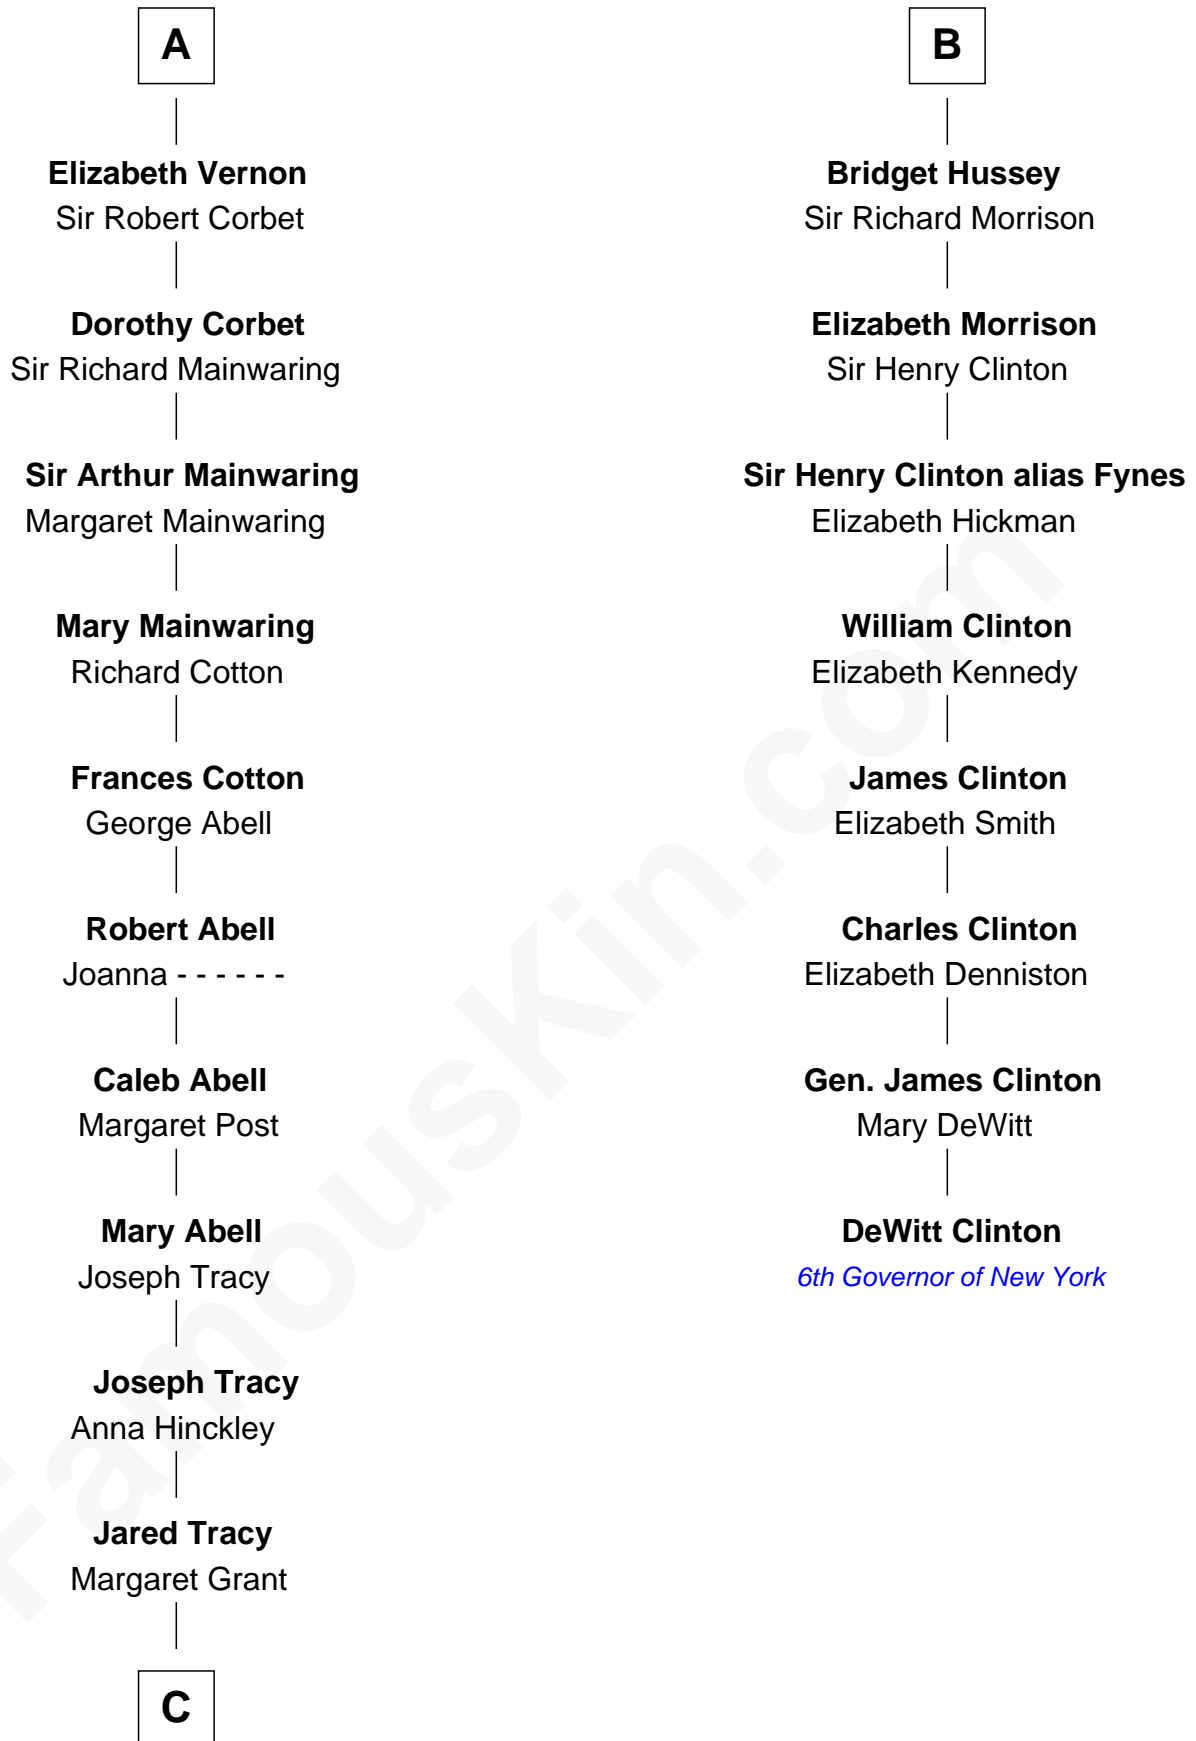 A
Elizabeth Vernon
Sir Robert Corbet
Dorothy Corbet
Sir Richard Mainwaring
Sir Arthur Mainwaring
Margaret Mainwaring
Mary Mainwaring
Richard Cotton
Frances Cotton
George Abell
Robert Abell
Joanna - - - - - -
Caleb Abell
Margaret Post
Mary Abell
Joseph Tracy
Joseph Tracy
Anna Hinckley
Jared Tracy
Margaret Grant
C
B
Bridget Hussey
Sir Richard Morrison
Elizabeth Morrison
Sir Henry Clinton
Sir Henry Clinton alias Fynes
Elizabeth Hickman
William Clinton
Elizabeth Kennedy
James Clinton
Elizabeth Smith
Charles Clinton
Elizabeth Denniston
Gen. James Clinton
Mary DeWitt
DeWitt Clinton
6th Governor of New York
FamousKin.com